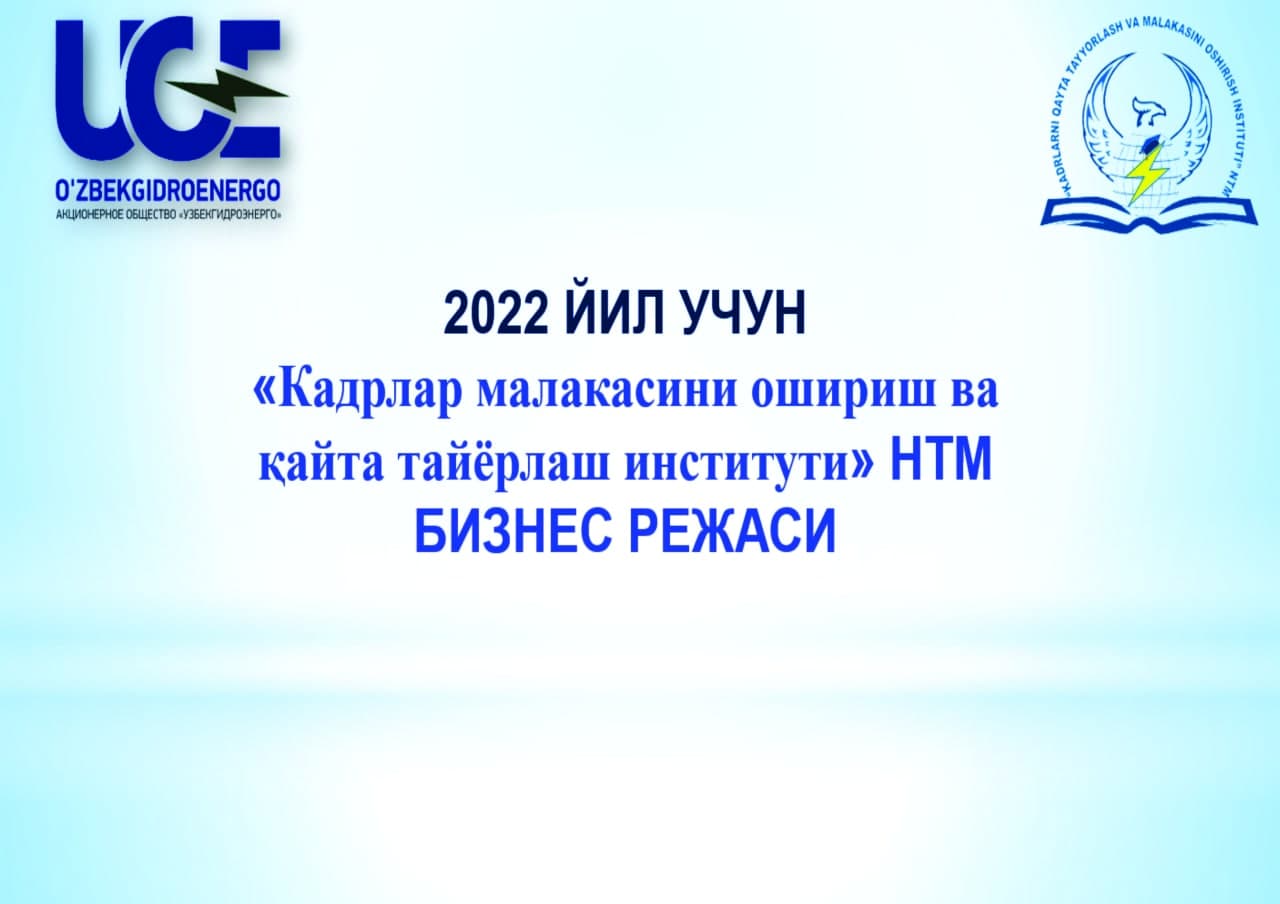 UGE
O'ZBEKGIDROENERGO
АКЦИОНЕРНОЕ ОБЩЕСТВО «УЗБЕКГИДРОЭНЕРГО»
"KADRLARNI QAYTA TAYYORLASH VA MALAKASINI OSHIRISH INSTITUTI" NTM
2022 ЙИЛ УЧУН
«Кадрлар малакасини ошириш ва
қайта тайёрлаш институти» НТМ
БИЗНЕС РЕЖАСИ